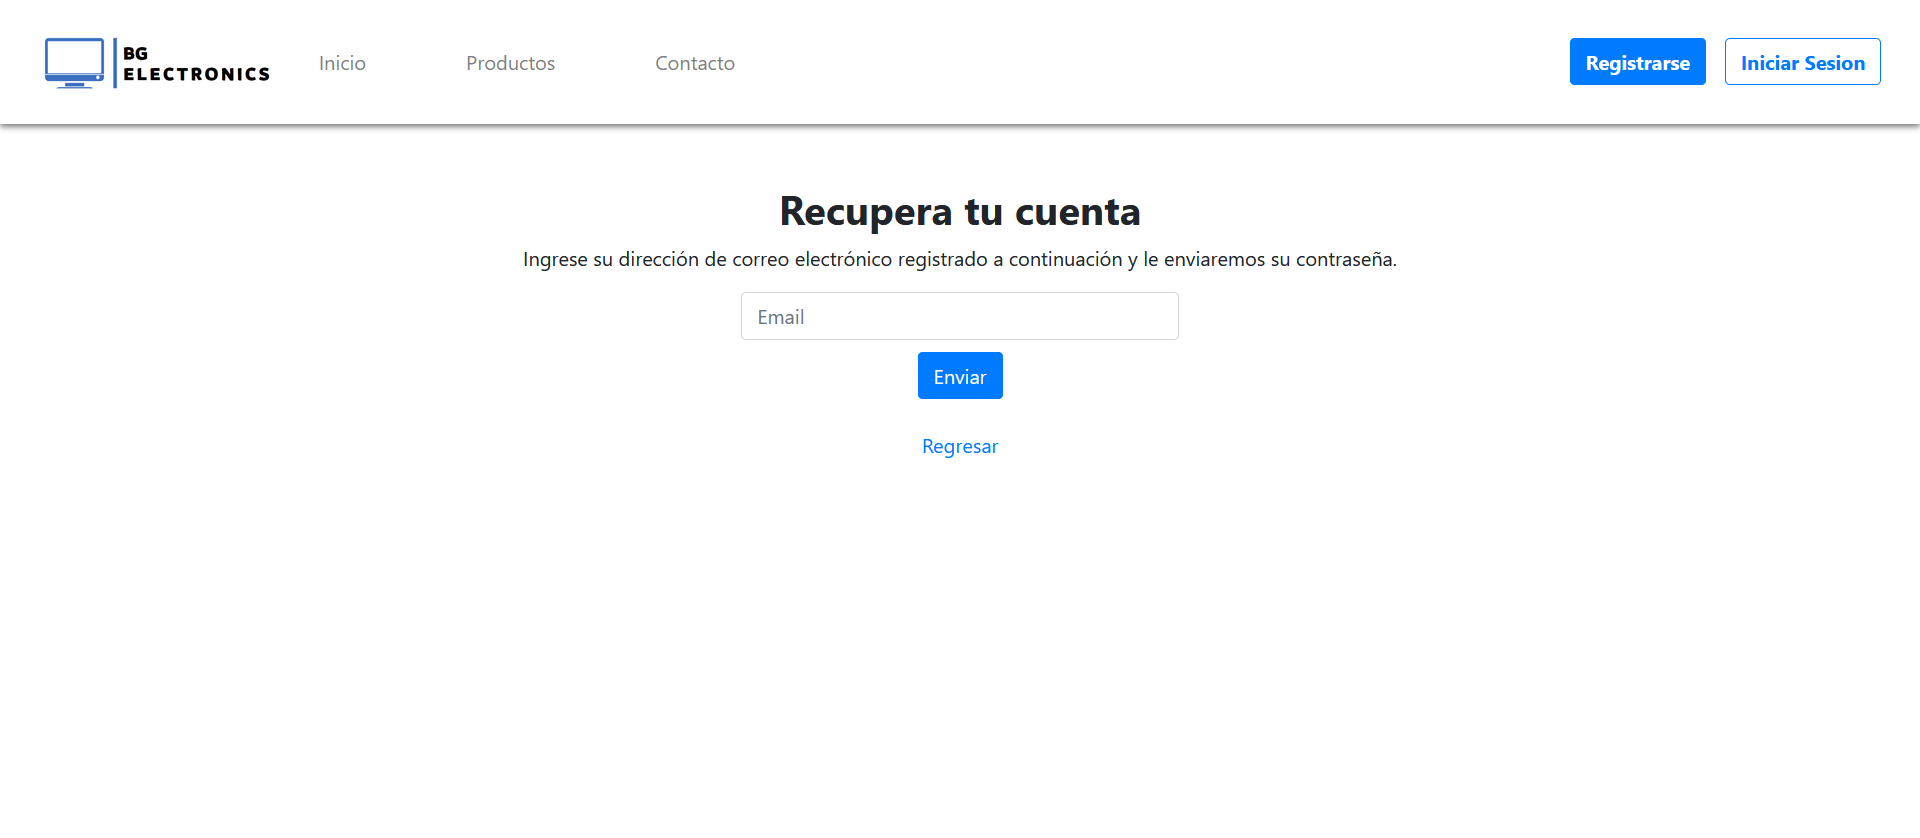 BG
ELECTRONICS
Inicio
Productos
Contacto
Registrarse
Iniciar Sesion
Recupera tu cuenta
Ingrese su dirección de correo electrónico registrado a continuación y le enviaremos su contraseña.
Email
Enviar
Regresar